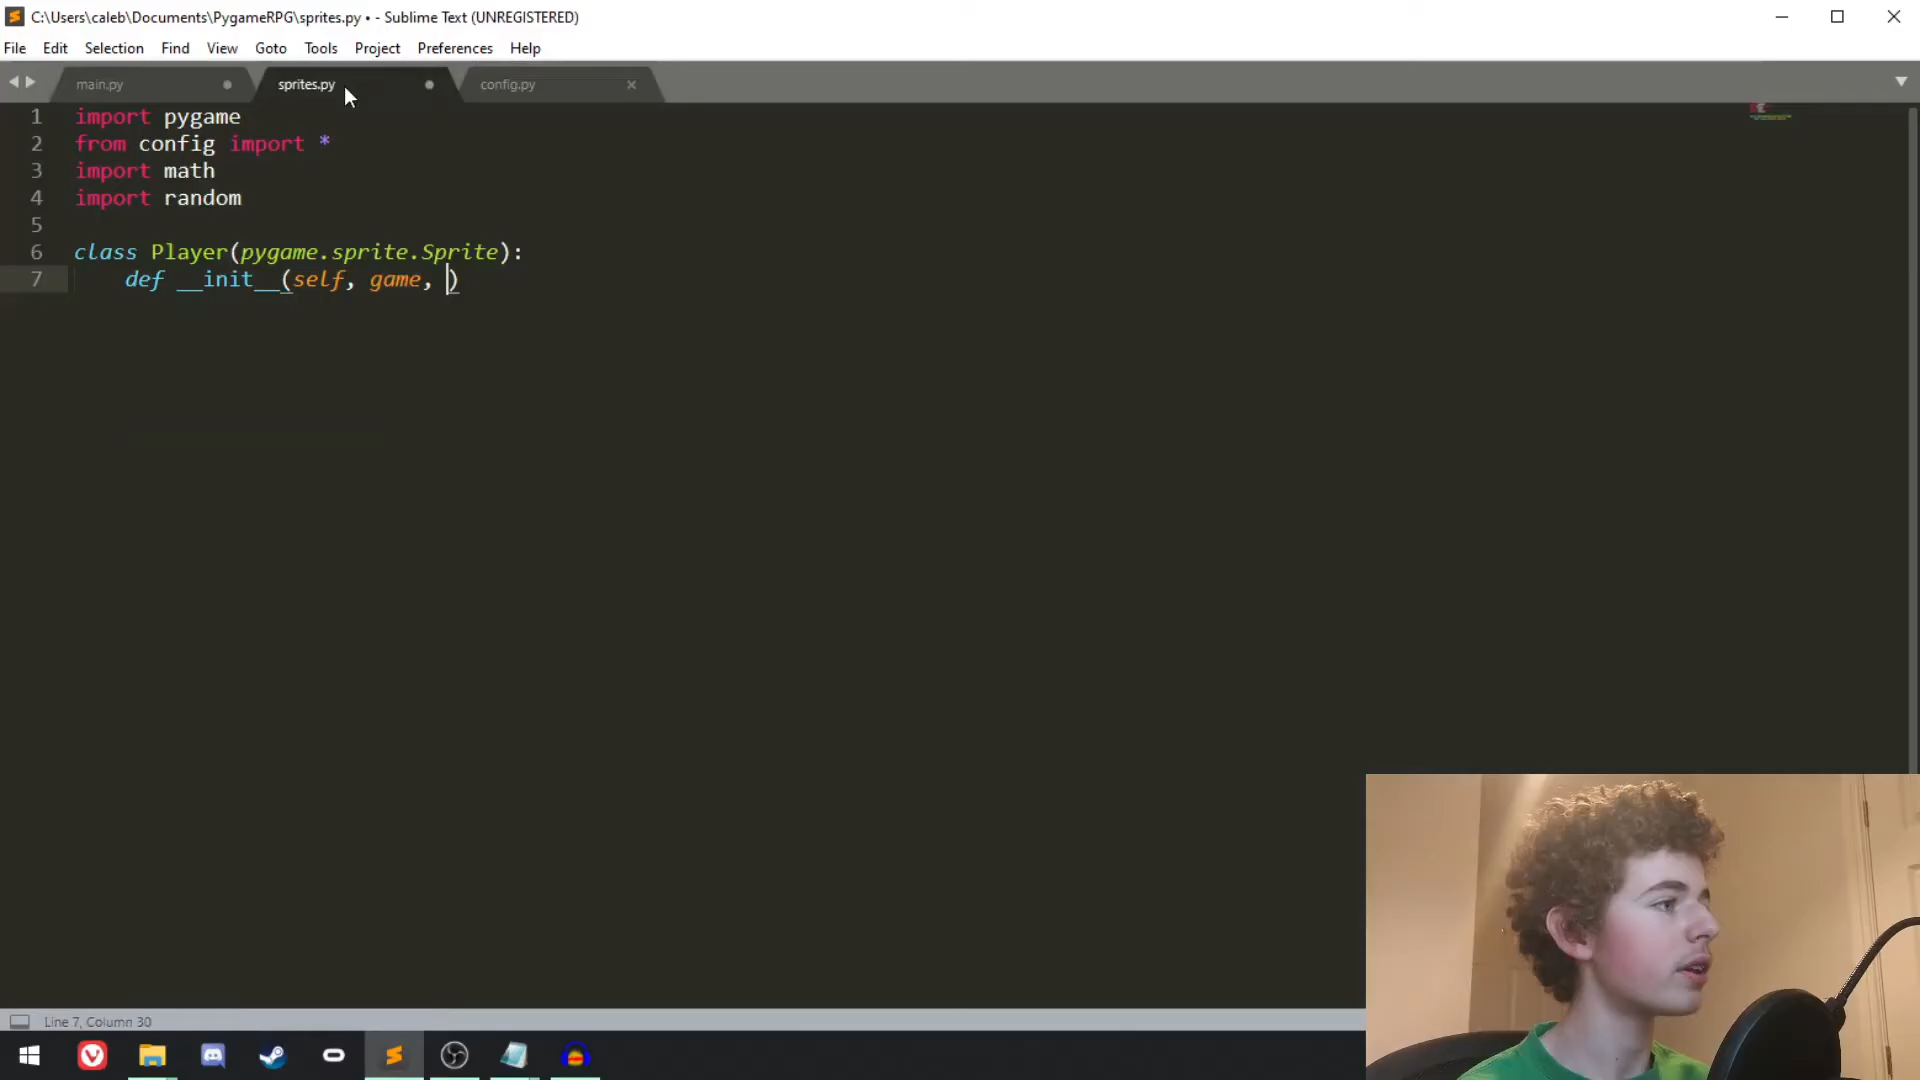 C:\Users\caleb\Documents\PygameRPG\sprites.py • - Sublime Text (UNREGISTERED)
File Edit Selection Find View Goto Tools Project Preferences Help
main.py sprites.py config.py
1 import pygame
2 from config import *
3 import math
4 import random
5
6 class Player(pygame.sprite.Sprite):
7 def __init__(self, game, )
Line 7, Column 30